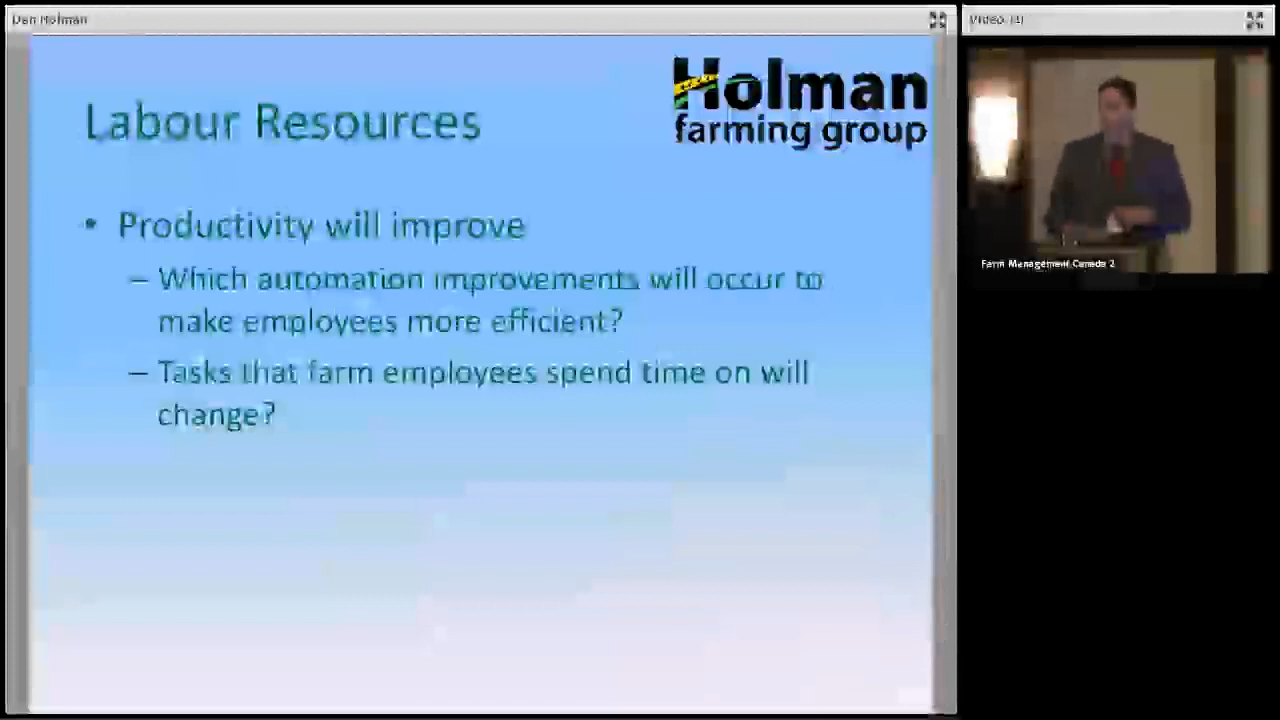 Dan Holman
Video (1)
Holman
farming group
Labour Resources
• Productivity will improve
– Which automation improvements will occur to
make employees more efficient?
– Tasks that farm employees spend time on will
change?
Farm Management Canada 2